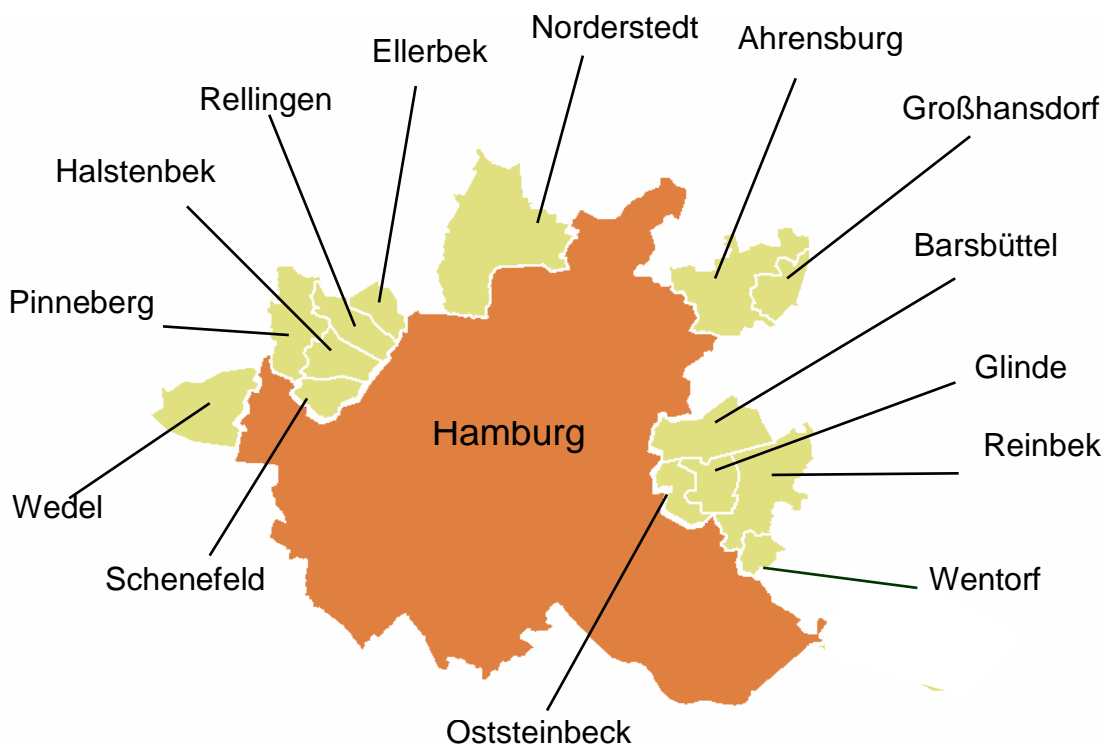 Norderstedt
Ahrensburg
Ellerbek
Rellingen
Großhansdorf
Halstenbek
Barsbüttel
Pinneberg
Glinde
Hamburg
Reinbek
Wedel
Schenefeld
Wentorf
Oststeinbeck